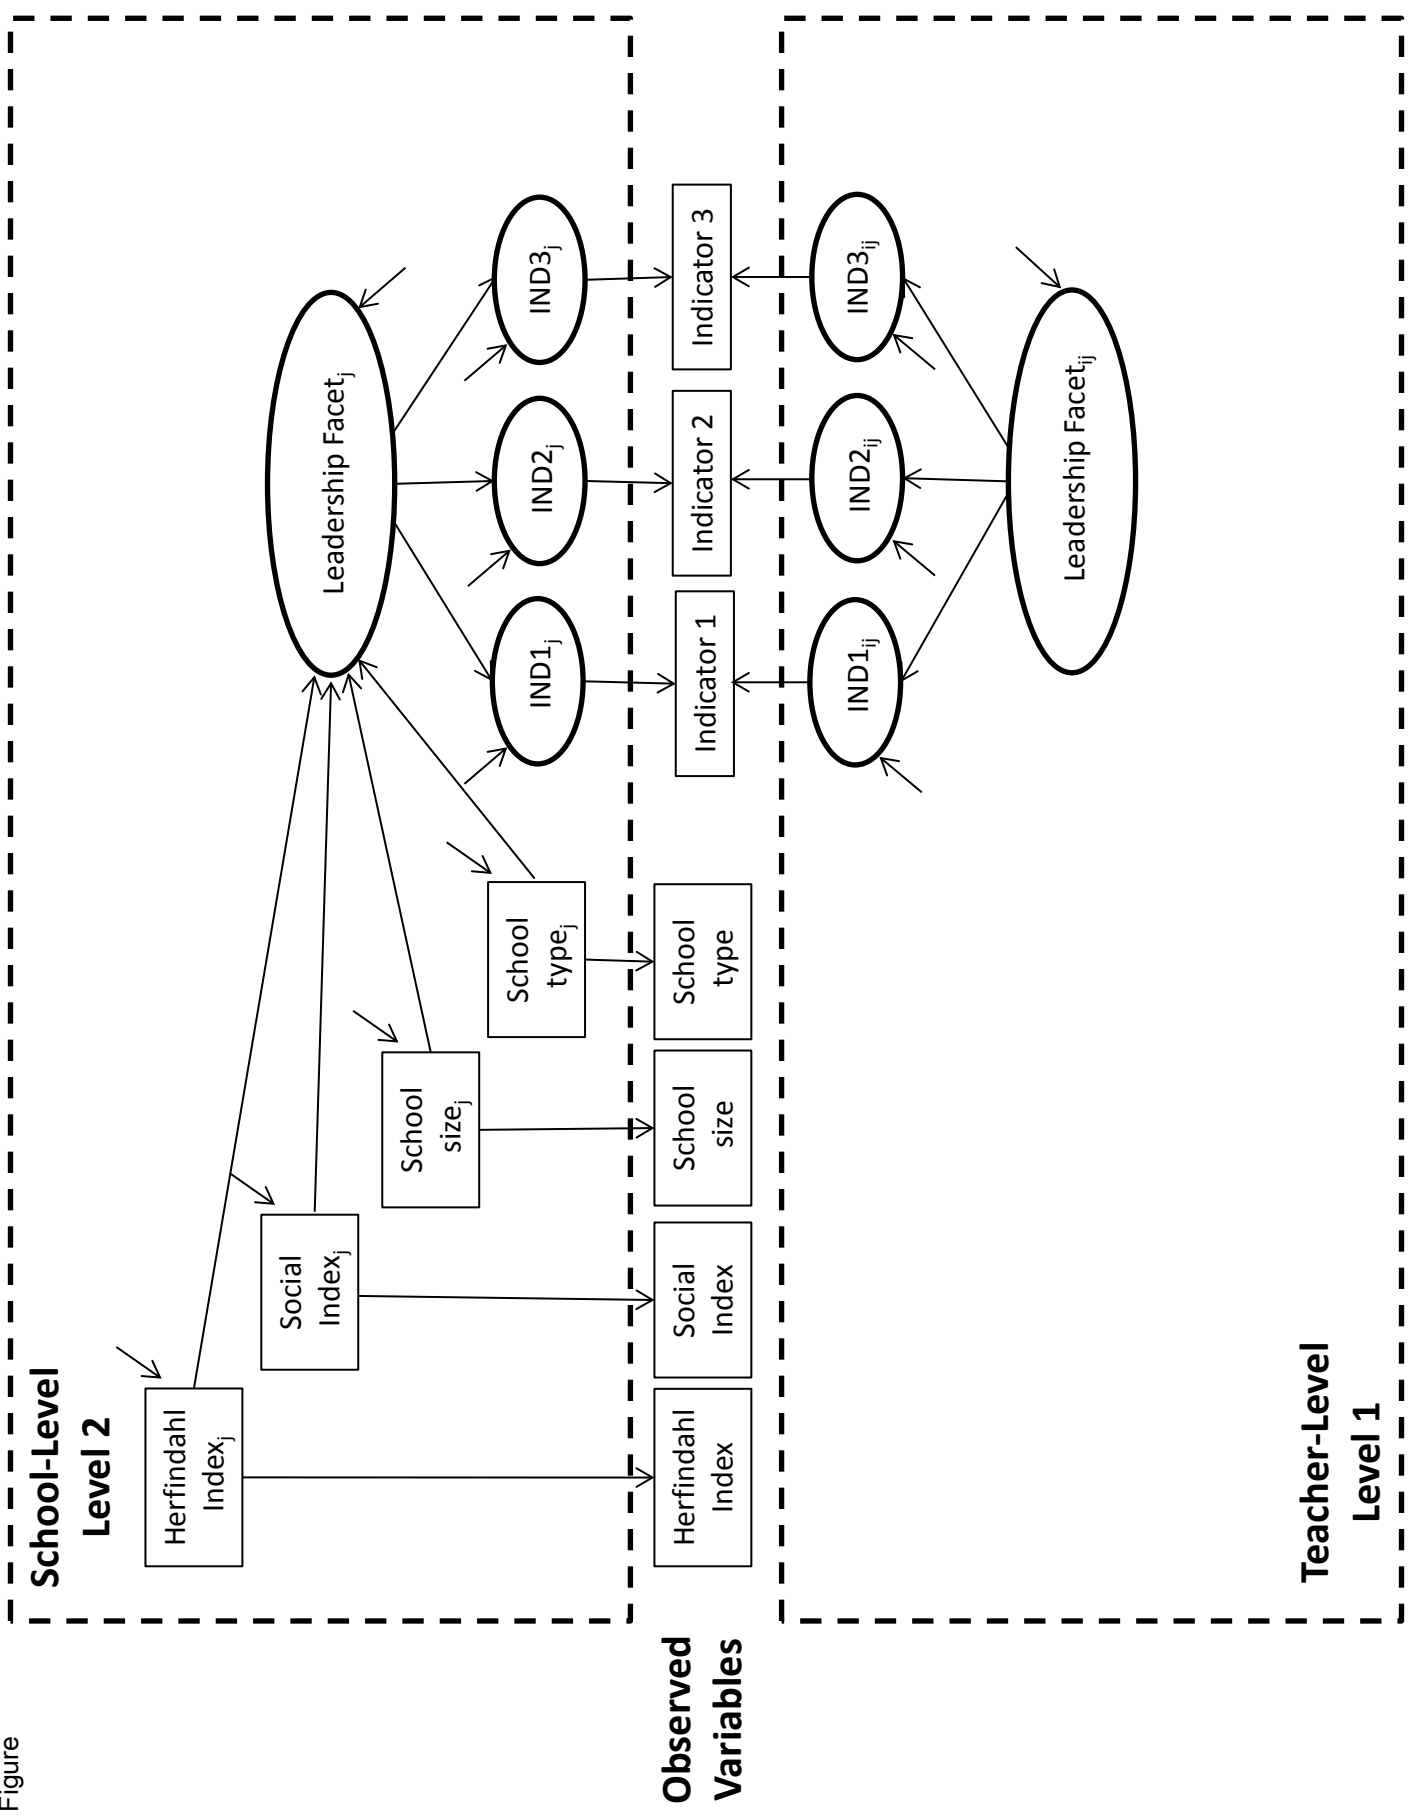 Figure
School-Level
Level 2
Leadership Facetj
Herfindahl
Indexj
Social
Indexj
School
sizej
School
typej
IND1j
IND2j
IND3j
Observed
Variables
Herfindahl
Index
Social
Index
School
size
School
type
Indicator 1
Indicator 2
Indicator 3
IND1ij
IND2ij
IND3ij
Leadership Facetij
Teacher-Level
Level 1